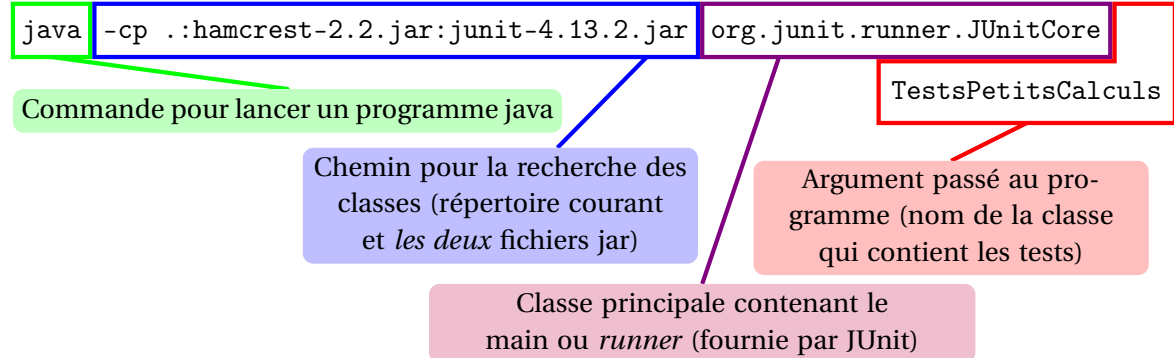 java -cp .:hamcrest-2.2.jar:junit-4.13.2.jar org.junit.runner.JUnitCore
TestsPetitsCalculs
Commande pour lancer un programme java
Chemin pour la recherche des
classes (répertoire courant
et les deux fichiers jar)
Argument passé au pro-
gramme (nom de la classe
qui contient les tests)
Classe principale contenant le
main ou runner (fournie par JUnit)